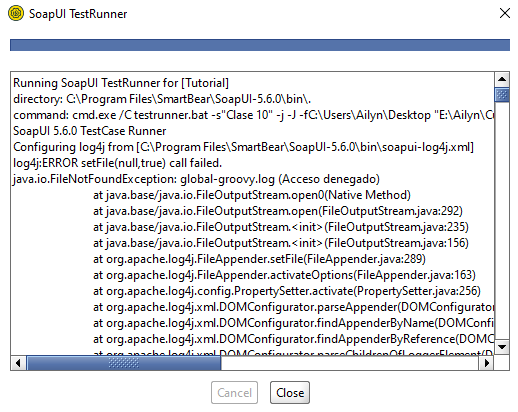 SoapUI TestRunner
Running SoapUI TestRunner for [Tutorial]
directory: C:\Program Files\SmartBear\SoapUI-5.6.0\bin\.
command: cmd.exe /C testrunner.bat -s"Clase 10" -j -J -fC:\Users\Ailyn\Desktop "E:\Ailyn\Co
SoapUI 5.6.0 TestCase Runner
Configuring log4j from [C:\Program Files\SmartBear\SoapUI-5.6.0\bin\soapui-log4j.xml]
log4j:ERROR setFile(null,true) call failed.
java.io.FileNotFoundException: global-groovy.log (Acceso denegado)
at java.base/java.io.FileOutputStream.open0(Native Method)
at java.base/java.io.FileOutputStream.open(FileOutputStream.java:292)
at java.base/java.io.FileOutputStream.<init>(FileOutputStream.java:235)
at java.base/java.io.FileOutputStream.<init>(FileOutputStream.java:156)
at org.apache.log4j.FileAppender.setFile(FileAppender.java:289)
at org.apache.log4j.FileAppender.activateOptions(FileAppender.java:163)
at org.apache.log4j.config.PropertySetter.activate(PropertySetter.java:256)
at org.apache.log4j.xml.DOMConfigurator.parseAppender(DOMConfigurator
at org.apache.log4j.xml.DOMConfigurator.findAppenderByName(DOMConfi
at org.apache.log4j.xml.DOMConfigurator.findAppenderByReference(DOMC
at org.apache.log4j.xml.DOMConfigurator.parseChildrenOfLoggerElement(D
Cancel
Close